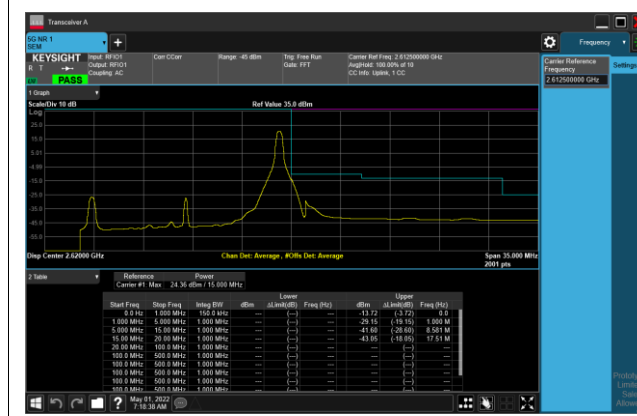 Transceiver A
5G NR 1
SEM
+
Frequency
KEYSIGHT
R T
PASS
Input: RFIO1
Output: RFIO1
Coupling: AC
Corr CCorr
Range: -45 dBm
Trig: Free Run
Gate: FFT
Carrier Ref Freq: 2.612500000 GHz
Avg|Hold: 100.00% of 10
CC Info: Uplink, 1 CC
Carrier Reference
Frequency
2.612500000 GHz
Settings
1 Graph
Scale/Div 10 dB
Ref Value 35.0 dBm
Log
25.0
15.0
5.00
-15.0
-25.0
-35.0
-45.0
-55.0
Disp Center 2.62000 GHz
Chan Det: Average , #Offs Det: Average
Span 35.000 MHz
2001 pts
2 Table
Reference Power
Carrier #1 Max 24.36 dBm / 15.000 MHz
Lower Upper
Start Freq Stop Freq Integ BW dBm ΔLimit(dB) Freq (Hz) dBm ΔLimit(dB) Freq (Hz)
0.0 Hz 1.000 MHz 150.0 kHz --- (---) --- -13.72 (-3.72) 0.0
1.000 MHz 5.000 MHz 1.000 MHz --- (---) --- -29.15 (-19.15) 1.000 M
5.000 MHz 15.00 MHz 1.000 MHz --- (---) --- -41.60 (-28.60) 8.581 M
15.00 MHz 20.00 MHz 1.000 MHz --- (---) --- -43.05 (-18.05) 17.51 M
20.00 MHz 100.0 MHz 1.000 MHz --- (---) --- --- (---) ---
100.0 MHz 500.0 MHz 1.000 MHz --- (---) --- --- (---) ---
100.0 MHz 500.0 MHz 1.000 MHz --- (---) --- --- (---) ---
100.0 MHz 500.0 MHz 1.000 MHz --- (---) --- --- (---) ---
100.0 MHz 500.0 MHz 1.000 MHz --- (---) --- --- (---) ---
100.0 MHz 500.0 MHz 1.000 MHz --- (---) --- --- (---) ---
?
May 01, 2022
7:18:38 AM